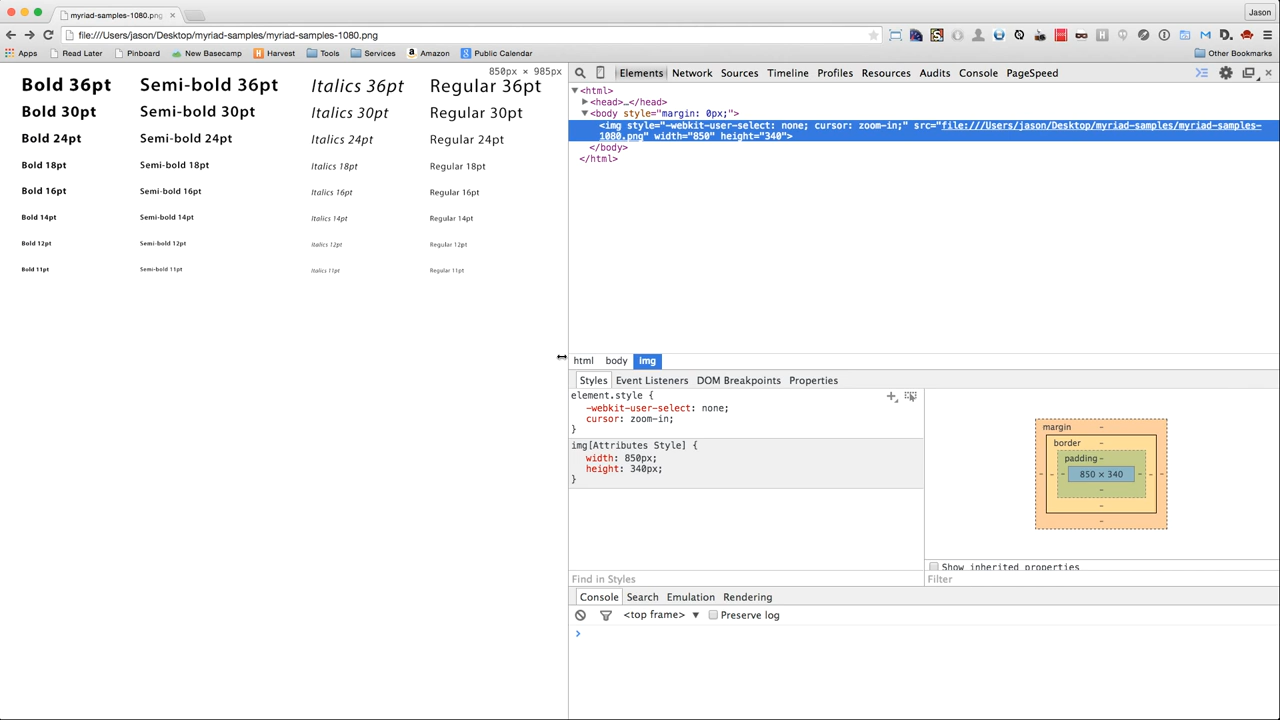 myriad-samples-1080.png
Jason
file:///Users/jason/Desktop/myriad-samples/myriad-samples-1080.png
Apps Read Later Pinboard New Basecamp Harvest Tools Services Amazon Public Calendar Other Bookmarks
850px × 985px
Bold 36pt Semi-bold 36pt Italics 36pt Regular 36pt
Bold 30pt Semi-bold 30pt Italics 30pt Regular 30pt
Bold 24pt Semi-bold 24pt Italics 24pt Regular 24pt
Bold 18pt Semi-bold 18pt Italics 18pt Regular 18pt
Bold 16pt Semi-bold 16pt Italics 16pt Regular 16pt
Bold 14pt Semi-bold 14pt Italics 14pt Regular 14pt
Bold 12pt Semi-bold 12pt Italics 12pt Regular 12pt
Bold 11pt Semi-bold 11pt Italics 11pt Regular 11pt
Elements Network Sources Timeline Profiles Resources Audits Console PageSpeed
<html>
<head>…</head>
<body style="margin: 0px;">
<img style="-webkit-user-select: none; cursor: zoom-in;" src="file:///Users/jason/Desktop/myriad-samples/myriad-samples-
1080.png" width="850" height="340">
</body>
</html>
html body img
Styles Event Listeners DOM Breakpoints Properties
element.style {
-webkit-user-select: none;
cursor: zoom-in;
}
img[Attributes Style] {
width: 850px;
height: 340px;
}
margin -
border -
padding -
850 × 340
Show inherited properties
Find in Styles
Filter
Console Search Emulation Rendering
<top frame> ▼ Preserve log
>